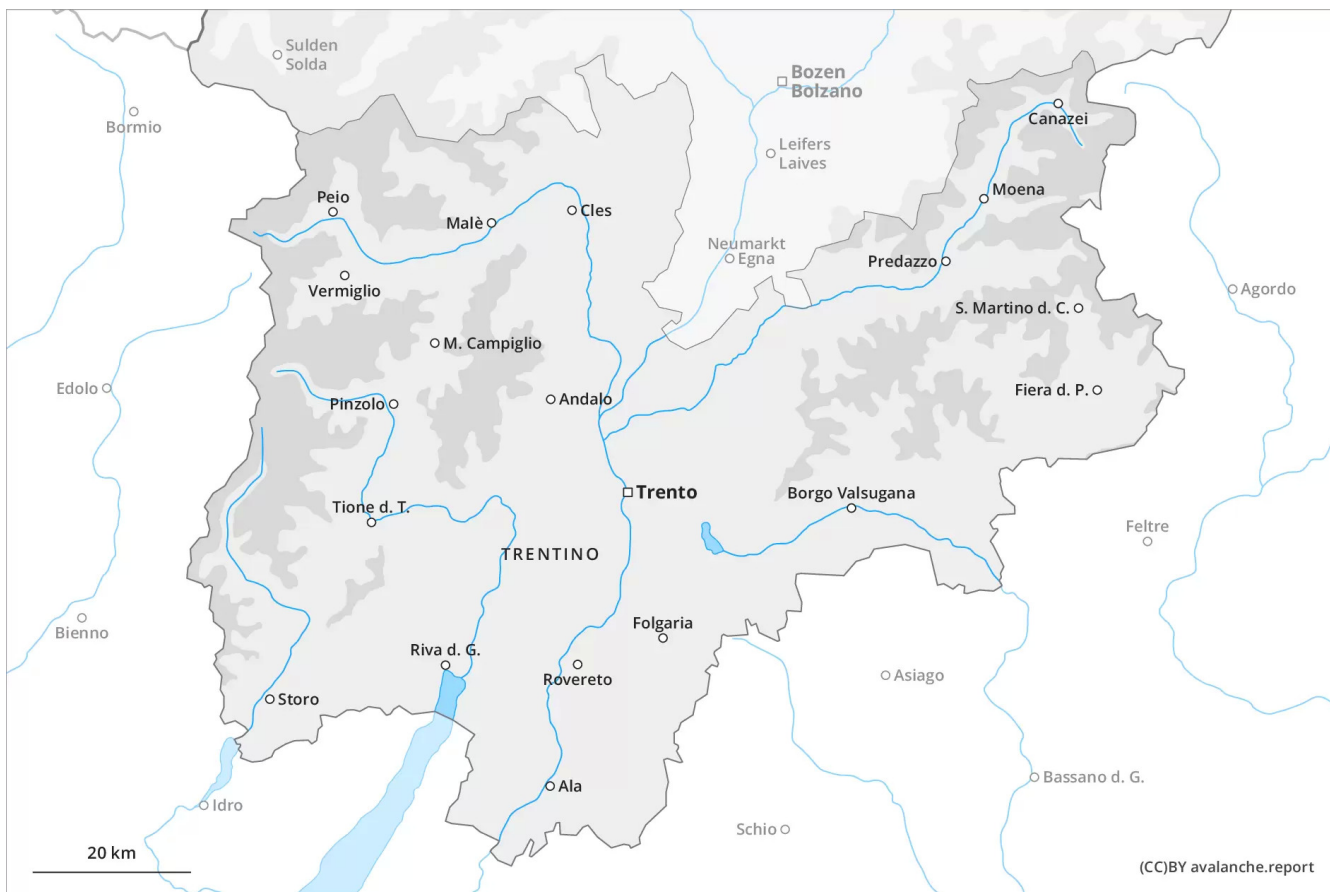 Sulden
Solda
Bozen
Bolzano
Bormio
Canazei
Leifers
Laives
Moena
Peio
Malè
Cles
Neumarkt
Egna
Predazzo
Vermiglio
Agordo
S. Martino d. C.
M. Campiglio
Edolo
Andalo
Fiera d. P.
Pinzolo
Trento
Borgo Valsugana
Tione d. T.
Feltre
TRENTINO
Bienno
Folgaria
Riva d. G.
Rovereto
Asiago
Storo
Bassano d. G.
Ala
Idro
Schio
20 km
(CC)BY avalanche.report